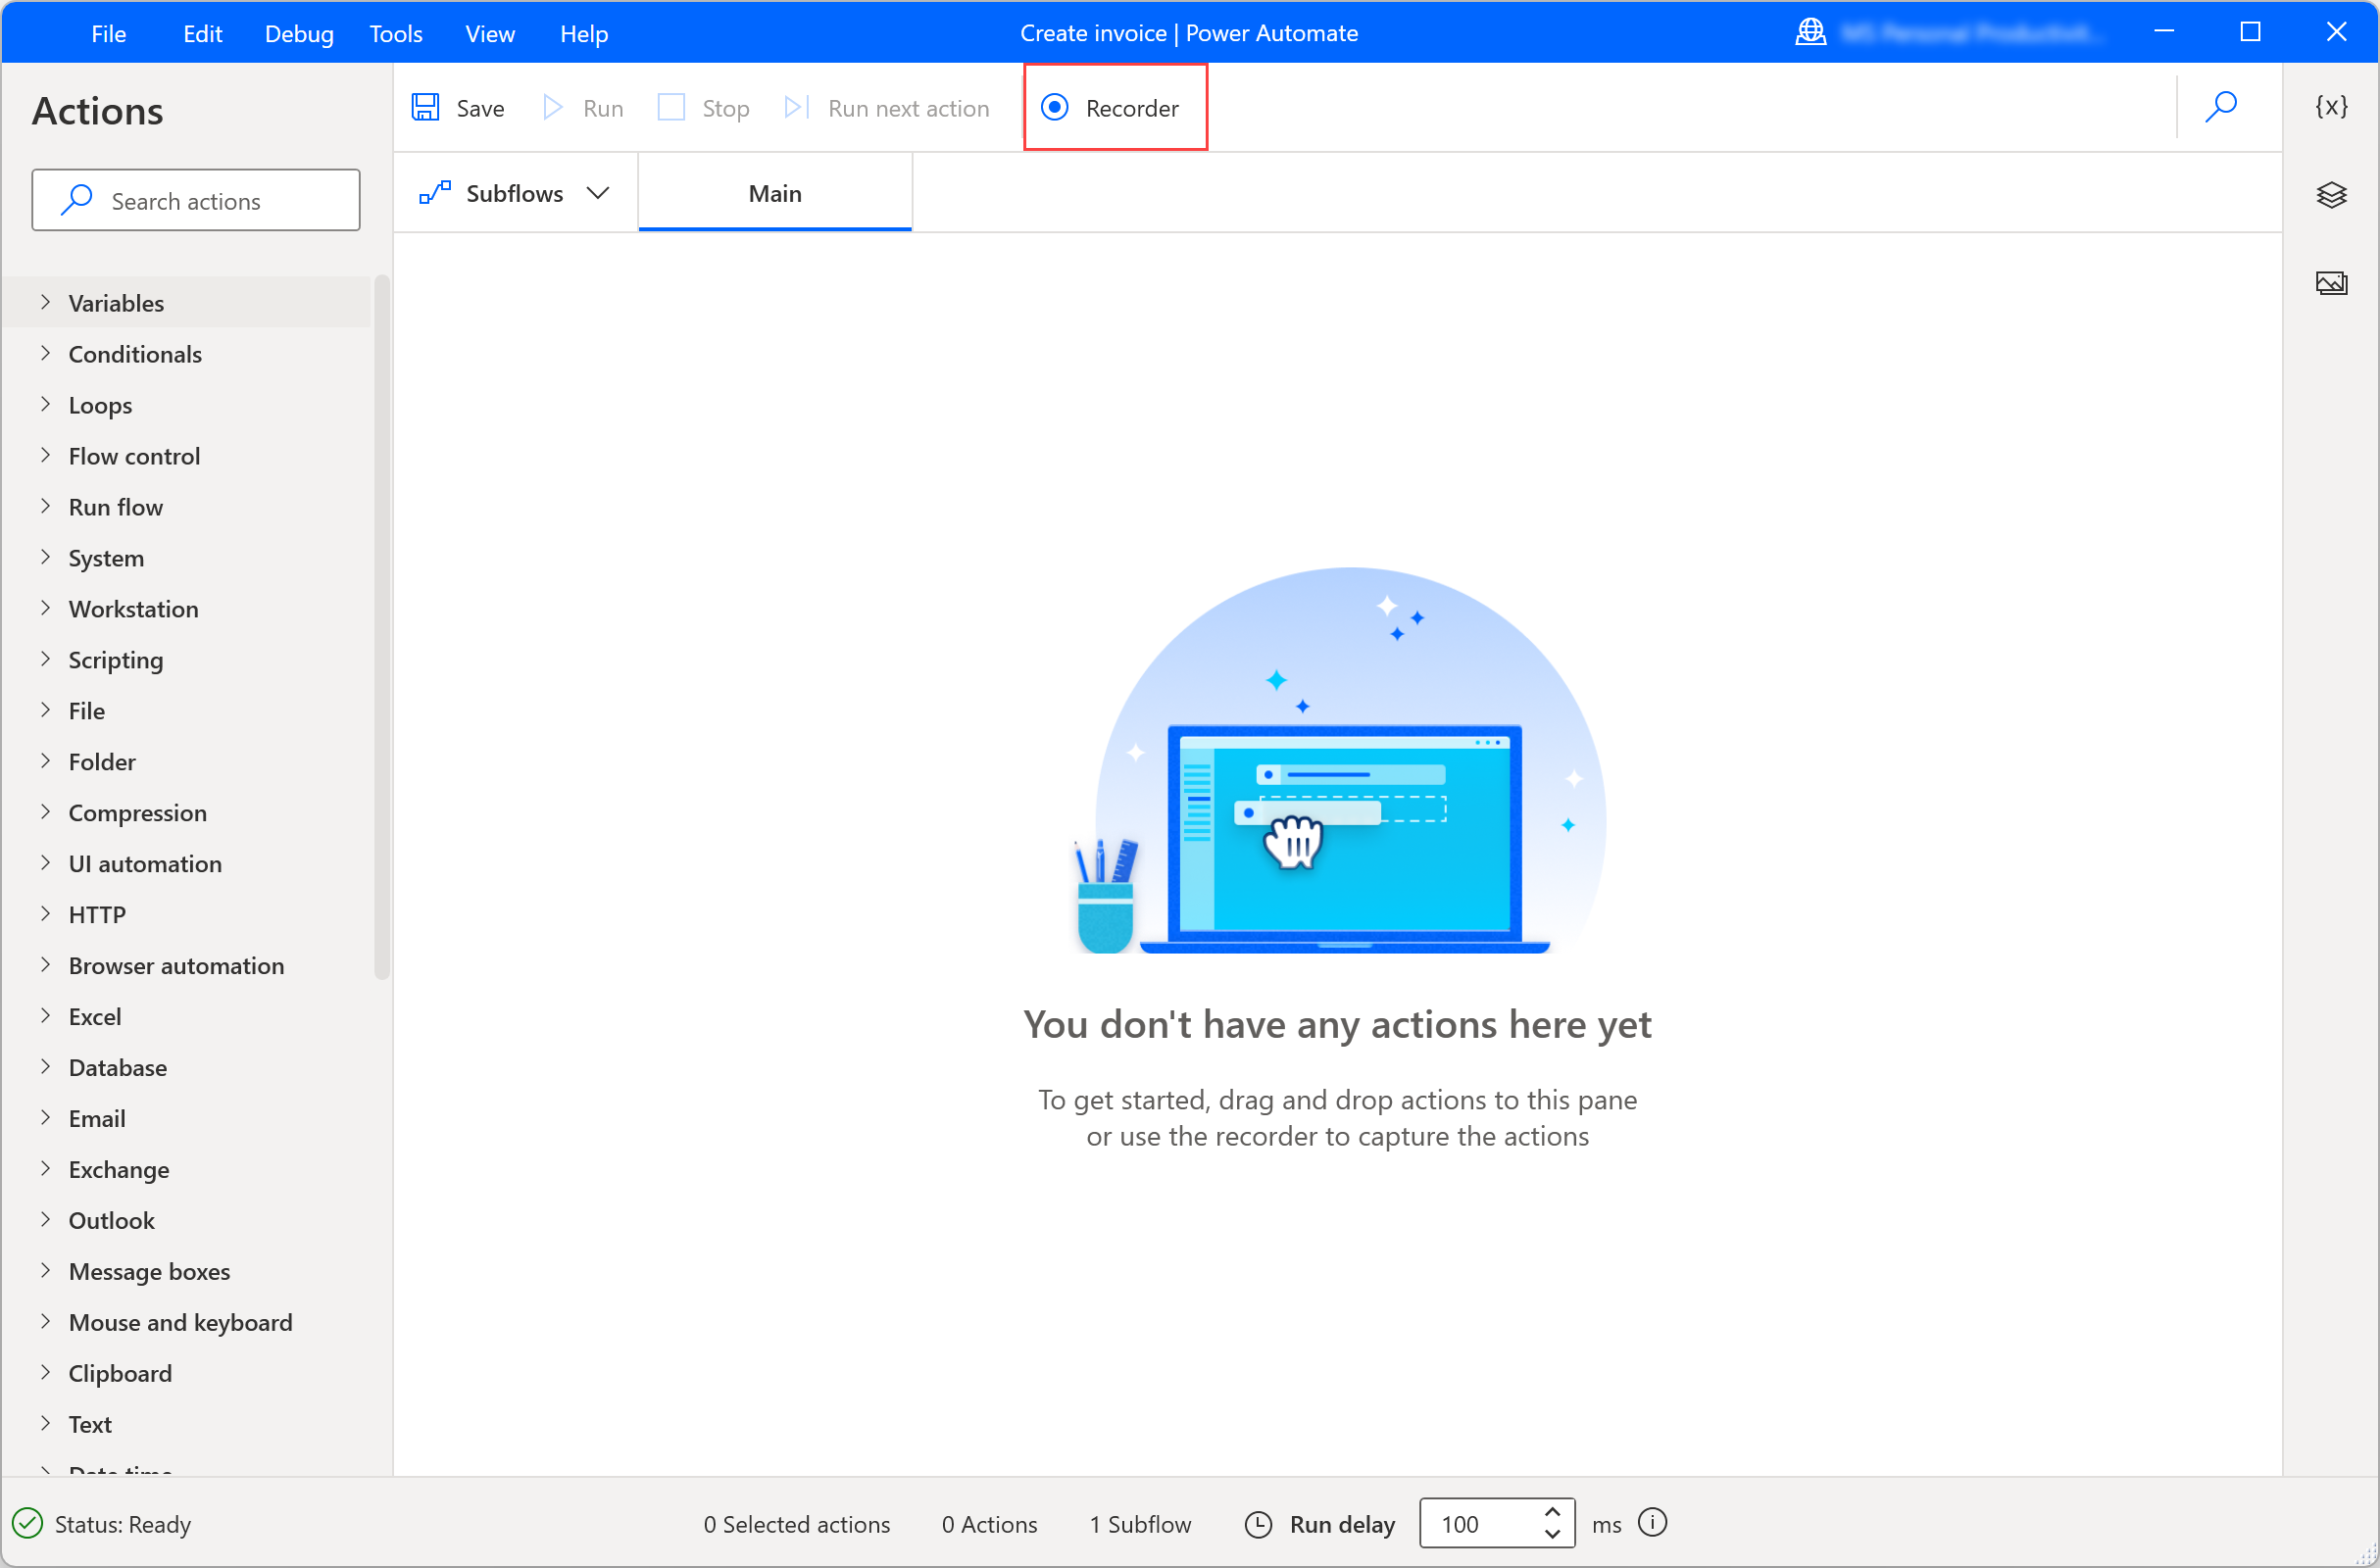 File Edit Debug Tools View Help
Create invoice | Power Automate
Actions
Save Run Stop Run next action Recorder
{x}
Search actions
Subflows Main
Variables
Conditionals
Loops
Flow control
Run flow
System
Workstation
Scripting
File
Folder
Compression
UI automation
HTTP
Browser automation
Excel
Database
Email
Exchange
Outlook
Message boxes
Mouse and keyboard
Clipboard
Text
Date time
You don't have any actions here yet
To get started, drag and drop actions to this pane
or use the recorder to capture the actions
Status: Ready
0 Selected actions 0 Actions 1 Subflow Run delay 100 ms